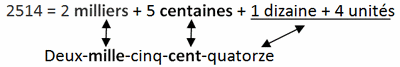 2514 = 2 milliers + 5 centaines + 1 dizaine + 4 unités
Deux-mille-cinq-cent-quatorze